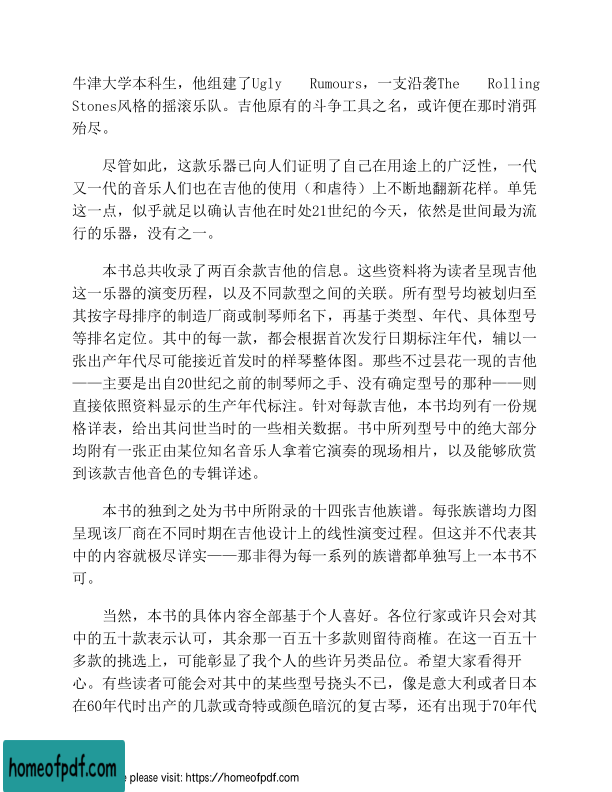 牛津大学本科生，他组建了Ugly Rumours，一支沿袭The Rolling
Stones风格的摇滚乐队。吉他原有的斗争工具之名，或许便在那时消弭
殆尽。
尽管如此，这款乐器已向人们证明了自己在用途上的广泛性，一代
又一代的音乐人们也在吉他的使用（和虐待）上不断地翻新花样。单凭
这一点，似乎就足以确认吉他在时处21世纪的今天，依然是世间最为流
行的乐器，没有之一。
本书总共收录了两百余款吉他的信息。这些资料将为读者呈现吉他
这一乐器的演变历程，以及不同款型之间的关联。所有型号均被划归至
其按字母排序的制造厂商或制琴师名下，再基于类型、年代、具体型号
等排名定位。其中的每一款，都会根据首次发行日期标注年代，辅以一
张出产年代尽可能接近首发时的样琴整体图。那些不过昙花一现的吉他
——主要是出自20世纪之前的制琴师之手、没有确定型号的那种——则
直接依照资料显示的生产年代标注。针对每款吉他，本书均列有一份规
格详表，给出其问世当时的一些相关数据。书中所列型号中的绝大部分
均附有一张正由某位知名音乐人拿着它演奏的现场相片，以及能够欣赏
到该款吉他音色的专辑详述。
本书的独到之处为书中所附录的十四张吉他族谱。每张族谱均力图
呈现该厂商在不同时期在吉他设计上的线性演变过程。但这并不代表其
中的内容就极尽详实——那非得为每一系列的族谱都单独写上一本书不
可。
当然，本书的具体内容全部基于个人喜好。各位行家或许只会对其
中的五十款表示认可，其余那一百五十多款则留待商榷。在这一百五十
多款的挑选上，可能彰显了我个人的些许另类品位。希望大家看得开
心。有些读者可能会对其中的某些型号挠头不已，像是意大利或者日本
在60年代时出产的几款或奇特或颜色暗沉的复古琴，还有出现于70年代
homeofpdf.com
e please visit: https://homeofpdf.com